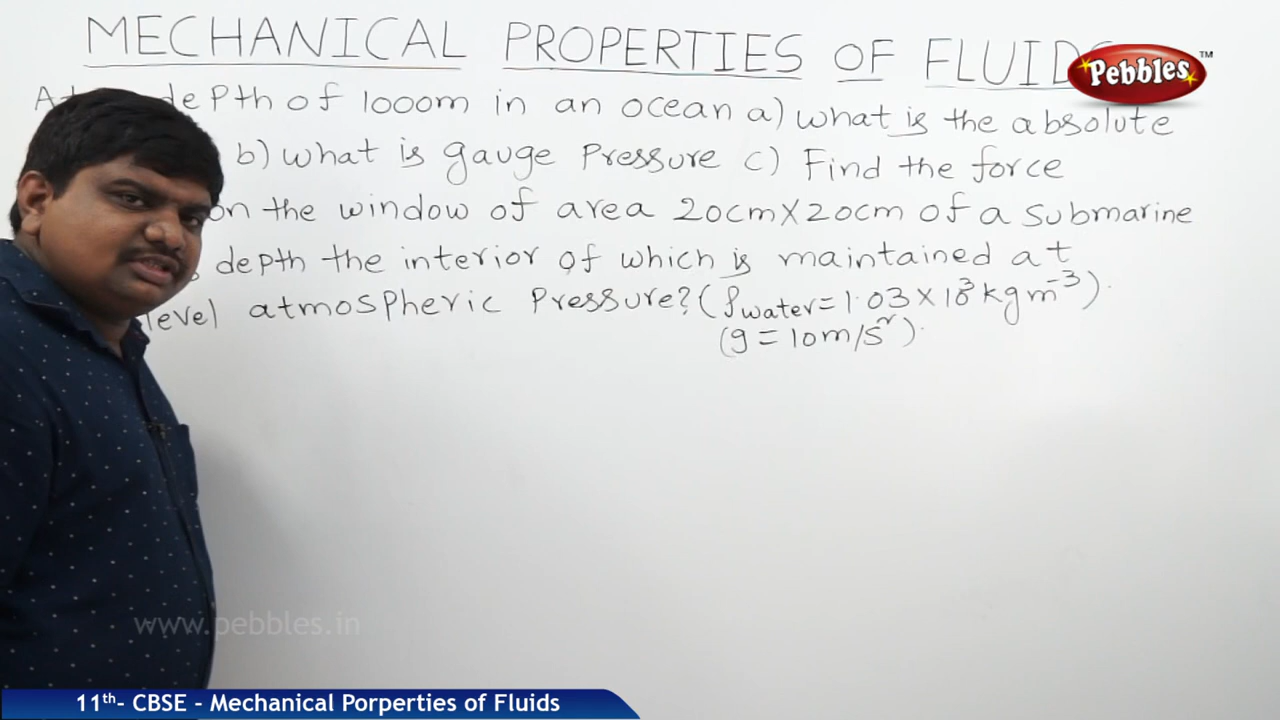 MECHANICAL PROPERTIES OF FLUIDS
Pebbles™
depth of 1000m in an ocean a) what is the absolute
b) what is gauge Pressure c) Find the force
on the window of area 20cm×20cm of a submarine
depth the interior of which is maintained at
level atmospheric Pressure? (ρwater = 1.03 × 10³ kg m⁻³).
(g = 10 m/s²).
www.pebbles.in
11th- CBSE - Mechanical Porperties of Fluids